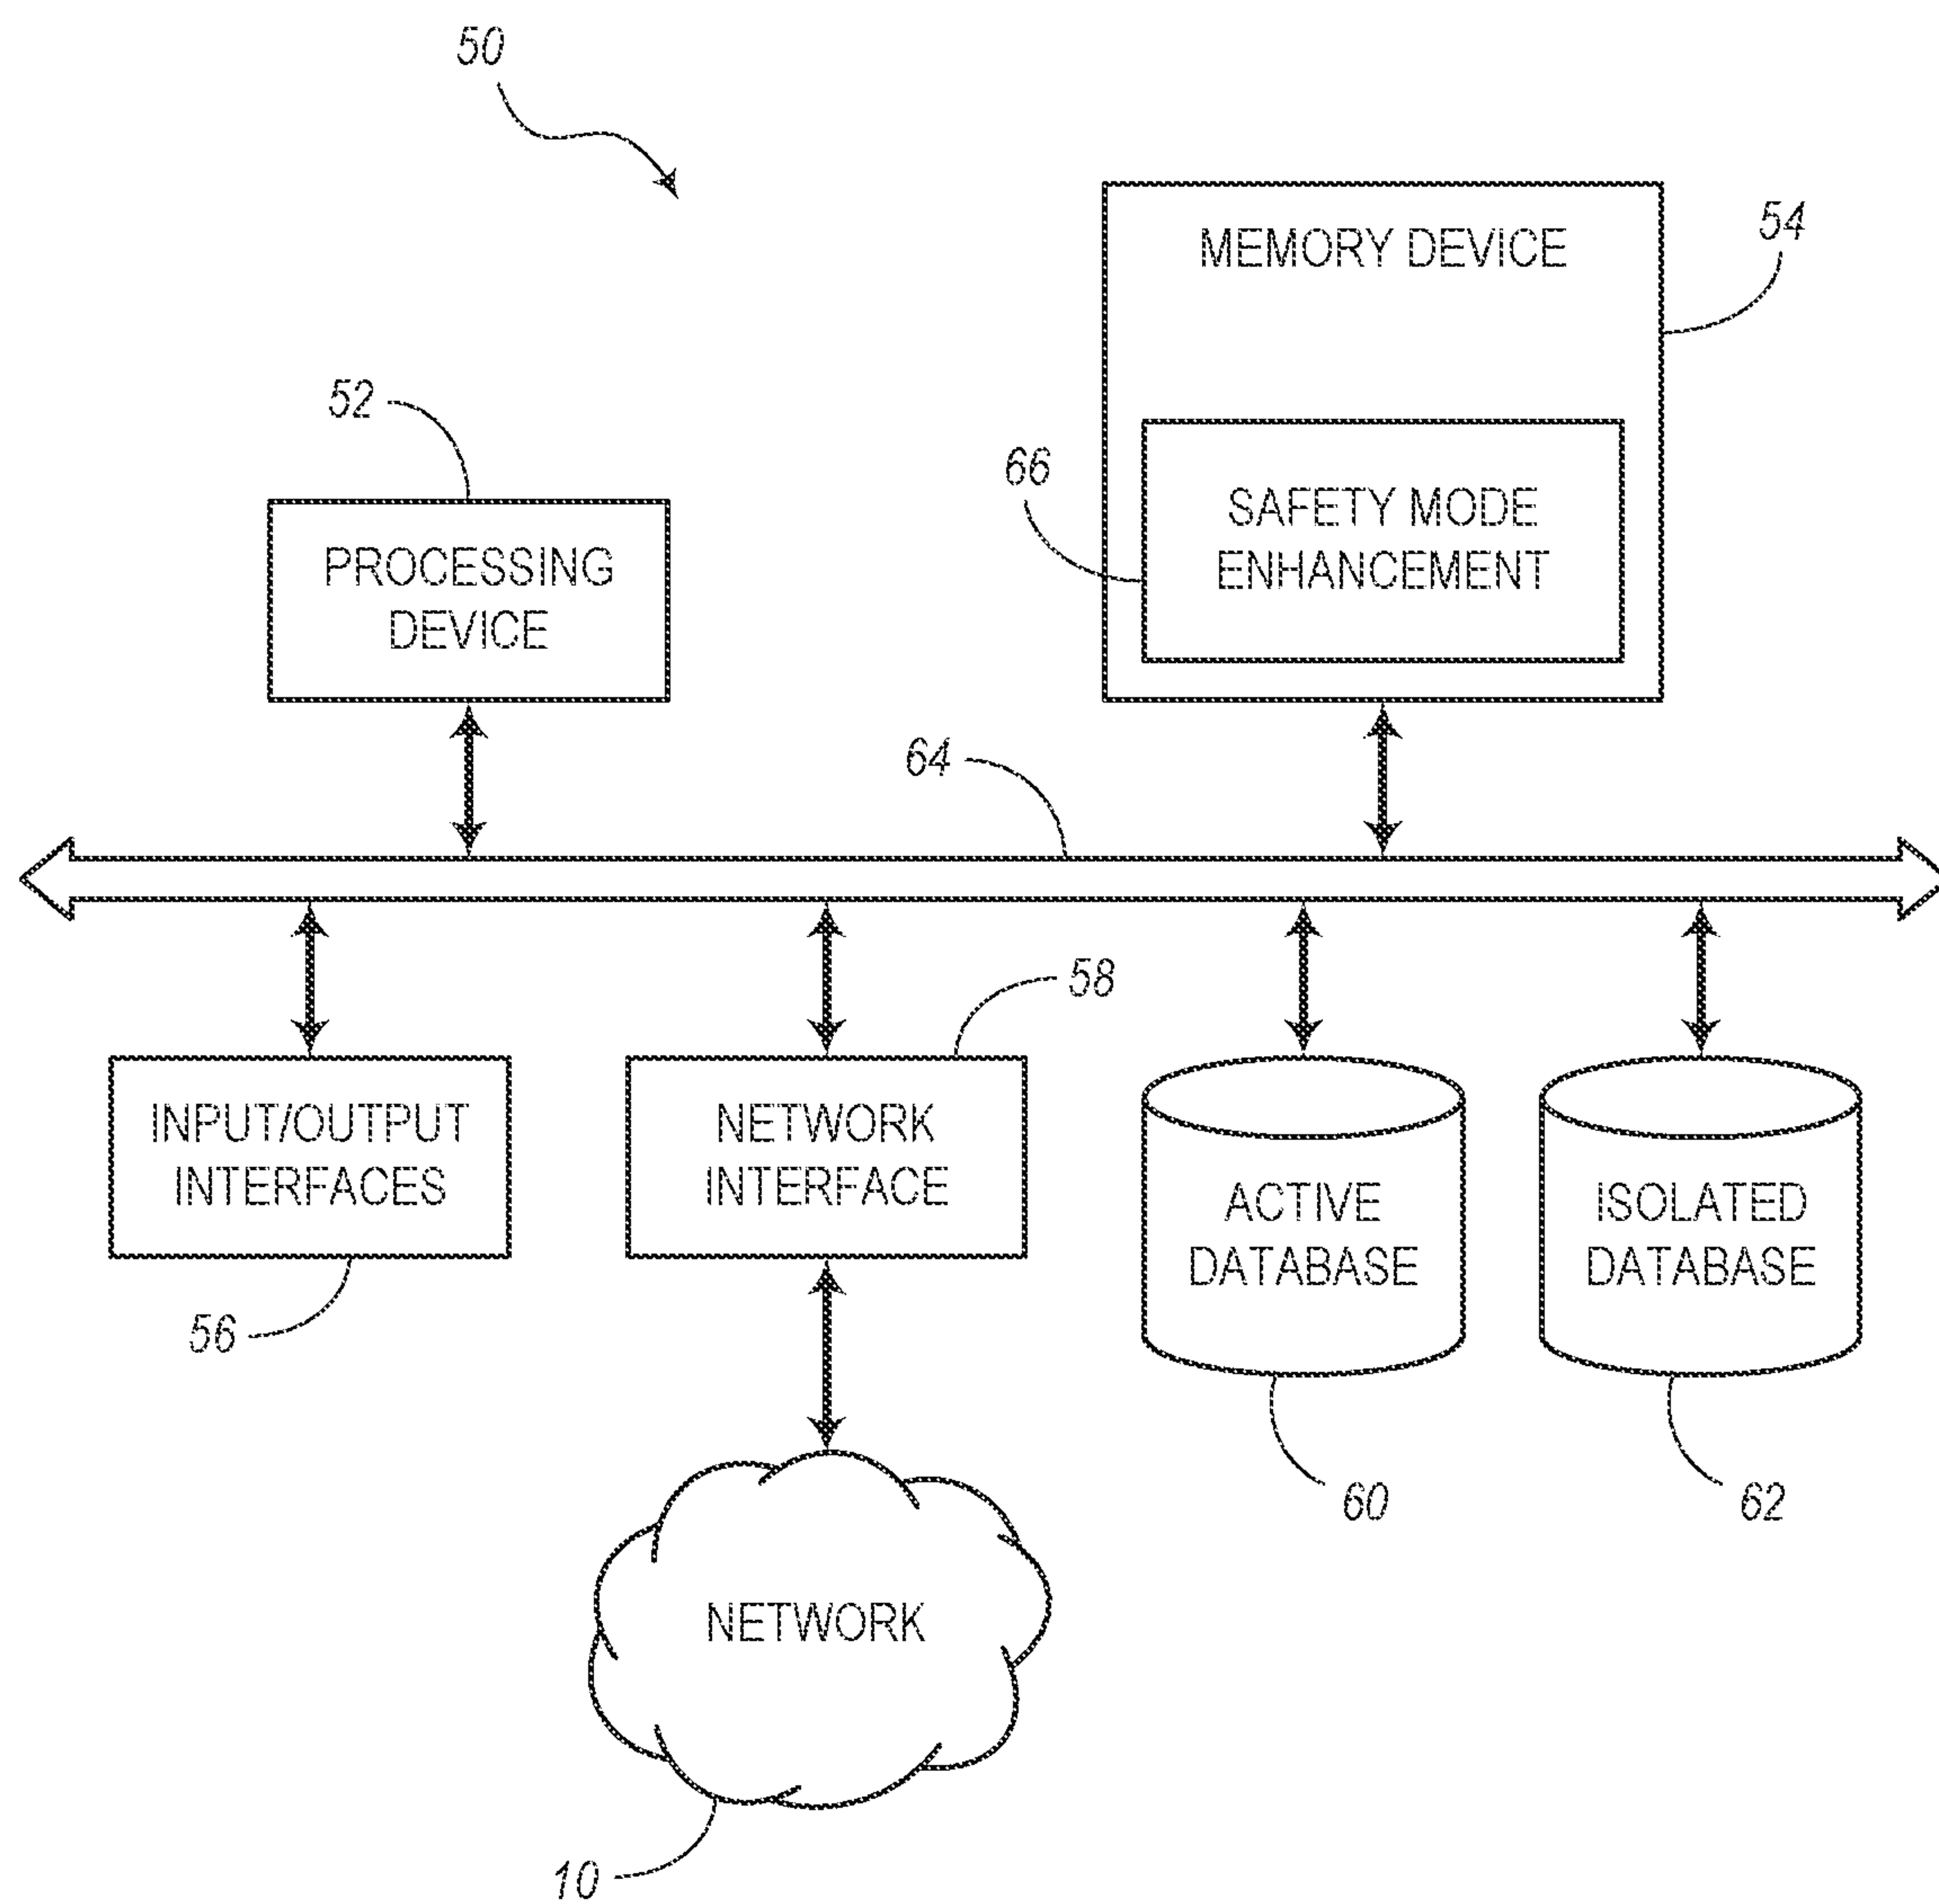 50
MEMORY DEVICE
54
52
66
SAFETY MODE
ENHANCEMENT
PROCESSING
DEVICE
64
58
INPUT/OUTPUT
INTERFACES
NETWORK
INTERFACE
ACTIVE
DATABASE
ISOLATED
DATABASE
56
60
62
NETWORK
10